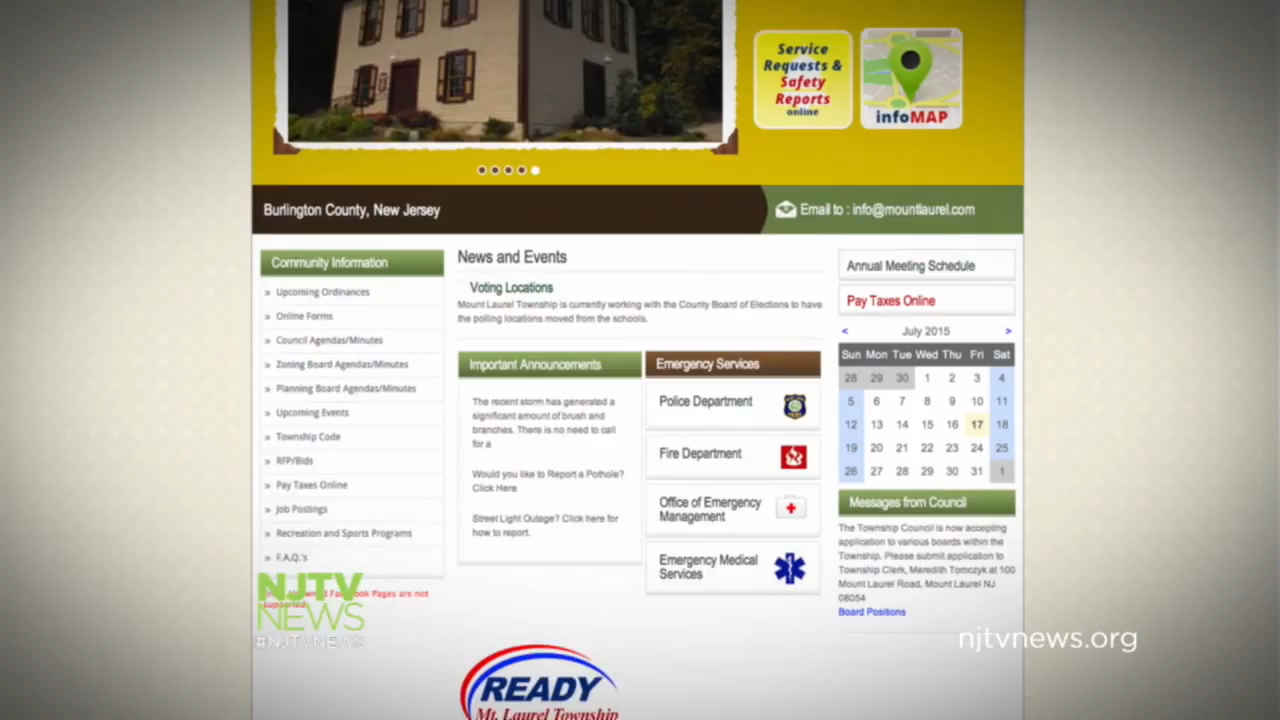 Service
Requests &
Safety
Reports
online
infoMAP
Burlington County, New Jersey
Email to : info@mountlaurel.com
Community Information
» Upcoming Ordinances
» Online Forms
» Council Agendas/Minutes
» Zoning Board Agendas/Minutes
» Planning Board Agendas/Minutes
» Upcoming Events
» Township Code
» RFP/Bids
» Pay Taxes Online
» Job Postings
» Recreation and Sports Programs
» F.A.Q.'s
Pages are not
News and Events
Voting Locations
Mount Laurel Township is currently working with the County Board of Elections to have
the polling locations moved from the schools.
Important Announcements
The recent storm has generated a
significant amount of brush and
branches. There is no need to call
for a
Would you like to Report a Pothole?
Click Here
Street Light Outage? Click here for
how to report.
Emergency Services
Police Department
Fire Department
Office of Emergency
Management
Emergency Medical
Services
Annual Meeting Schedule
Pay Taxes Online
< July 2015 >
Sun Mon Tue Wed Thu Fri Sat
28 29 30 1 2 3 4
5 6 7 8 9 10 11
12 13 14 15 16 17 18
19 20 21 22 23 24 25
26 27 28 29 30 31 1
Messages from Council
The Township Council is now accepting
application to various boards within the
Township. Please submit application to
Township Clerk, Meredith Tomczyk at 100
Mount Laurel Road, Mount Laurel NJ
08054
Board Positions
NJTV
NEWS
#NJTVNEWS
njtvnews.org
READY
Mt. Laurel Township